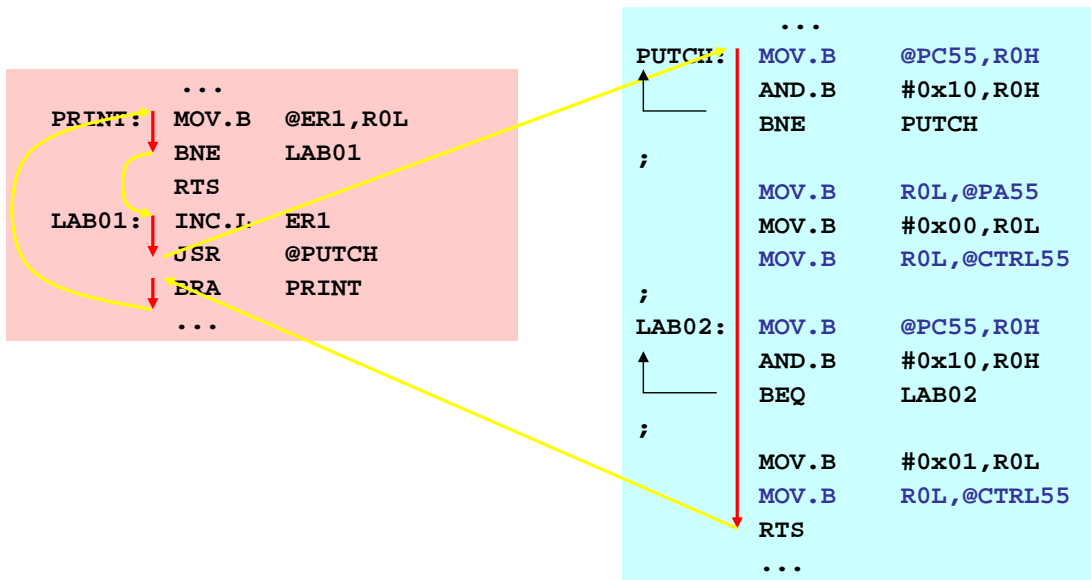 ...
PRINT: MOV.B @ER1,R0L
BNE LAB01
RTS
LAB01: INC.L ER1
JSR @PUTCH
BRA PRINT
...
...
PUTCH: MOV.B @PC55,R0H
AND.B #0x10,R0H
BNE PUTCH
;
MOV.B R0L,@PA55
MOV.B #0x00,R0L
MOV.B R0L,@CTRL55
;
LAB02: MOV.B @PC55,R0H
AND.B #0x10,R0H
BEQ LAB02
;
MOV.B #0x01,R0L
MOV.B R0L,@CTRL55
RTS
...